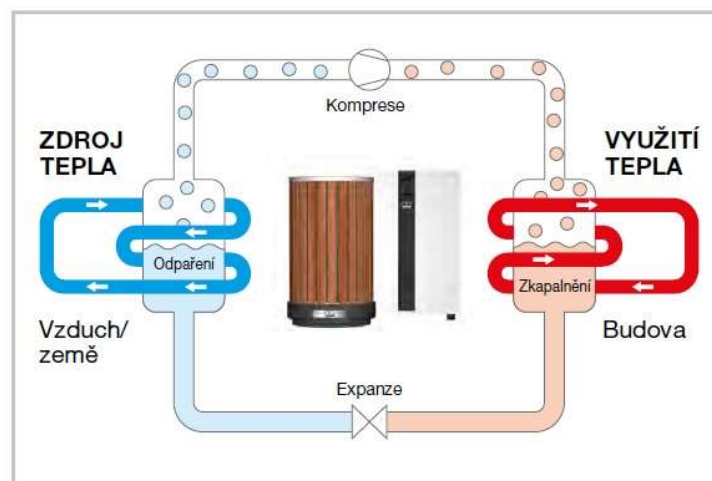 Komprese
ZDROJ
TEPLA
VYUŽITÍ
TEPLA
Odpaření
Zkapalnění
Vzduch/
země
Budova
Expanze